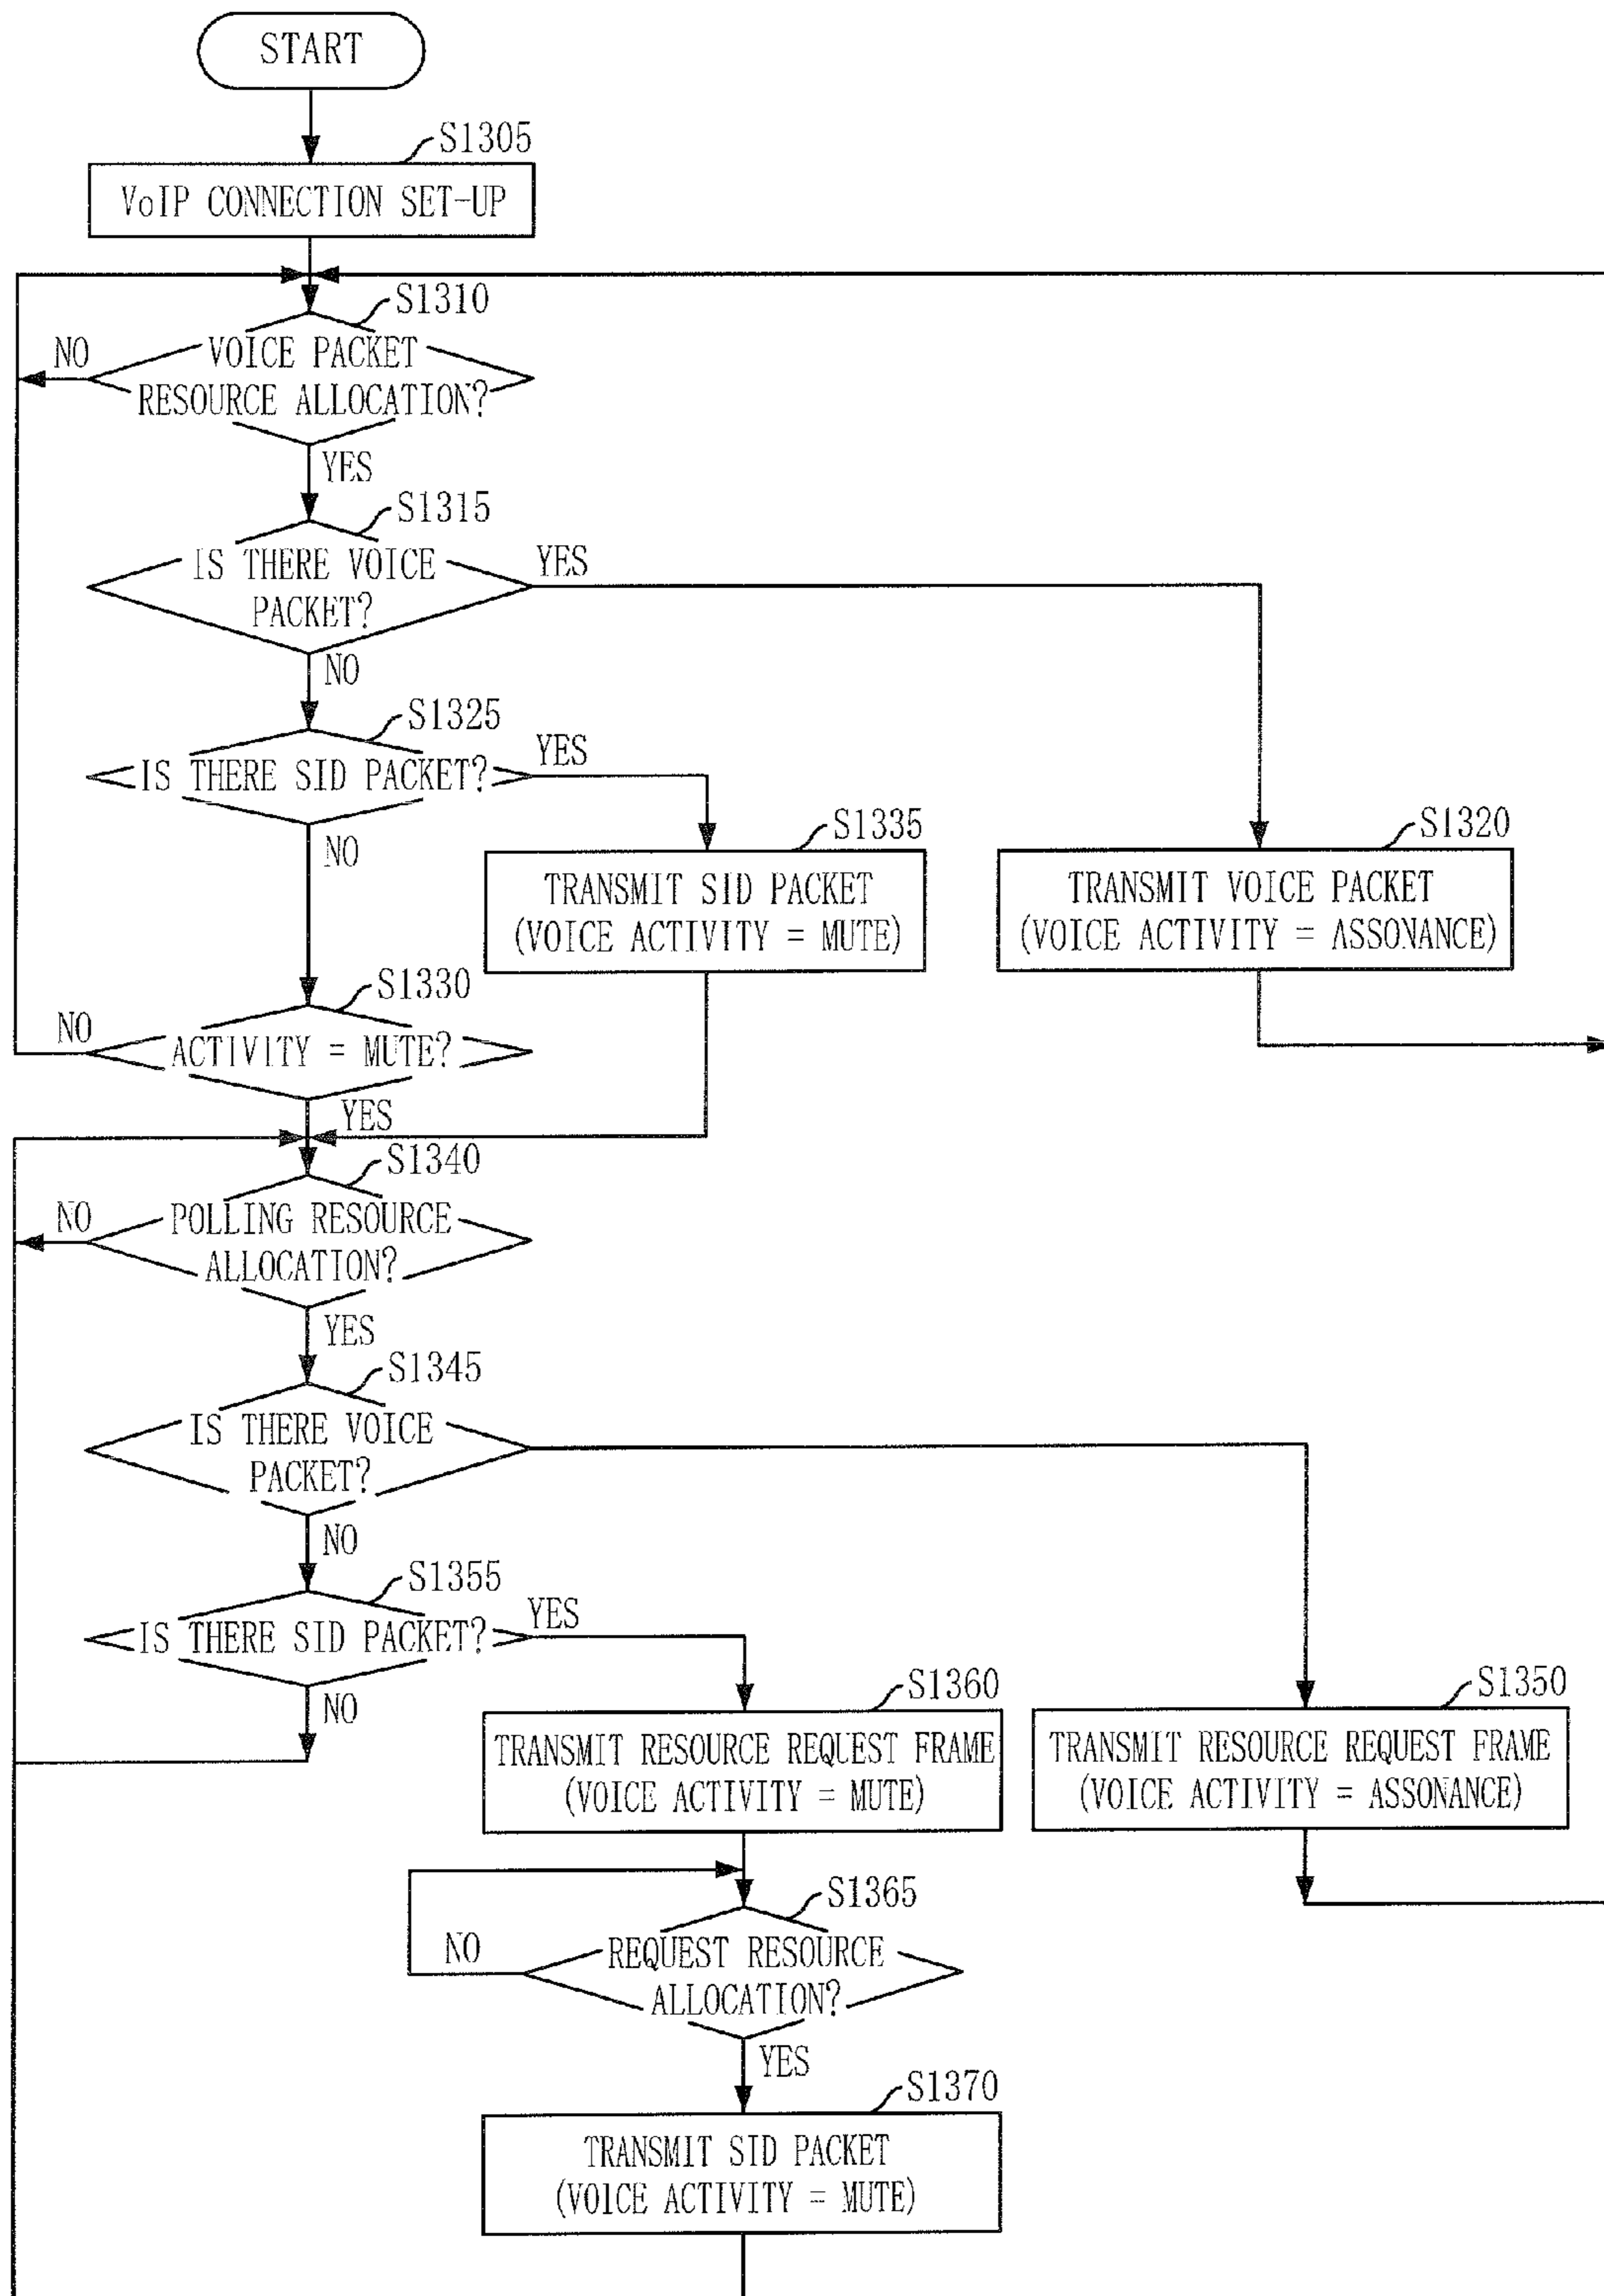 START
S1305
VoIP CONNECTION SET-UP
S1310
NO
VOICE PACKET
RESOURCE ALLOCATION?
YES
S1315
IS THERE VOICE
PACKET?
YES
NO
S1325
IS THERE SID PACKET?
YES
NO
S1335
TRANSMIT SID PACKET
(VOICE ACTIVITY = MUTE)
S1320
TRANSMIT VOICE PACKET
(VOICE ACTIVITY = ASSONANCE)
S1330
NO
ACTIVITY = MUTE?
YES
S1340
NO
POLLING RESOURCE
ALLOCATION?
YES
S1345
IS THERE VOICE
PACKET?
NO
S1355
IS THERE SID PACKET?
YES
NO
S1360
TRANSMIT RESOURCE REQUEST FRAME
(VOICE ACTIVITY = MUTE)
S1350
TRANSMIT RESOURCE REQUEST FRAME
(VOICE ACTIVITY = ASSONANCE)
S1365
NO
REQUEST RESOURCE
ALLOCATION?
YES
S1370
TRANSMIT SID PACKET
(VOICE ACTIVITY = MUTE)